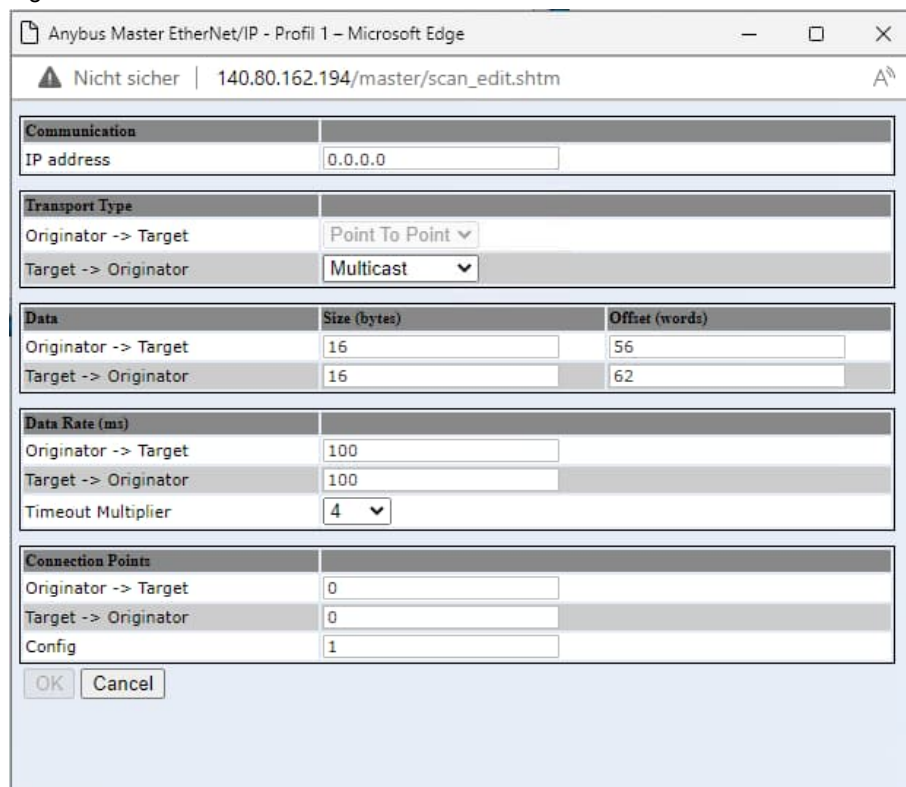 Anybus Master EtherNet/IP - Profil 1 – Microsoft Edge
Nicht sicher | 140.80.162.194/master/scan_edit.shtm
Communication
IP address 0.0.0.0
Transport Type
Originator -> Target Point To Point
Target -> Originator Multicast
Data Size (bytes) Offset (words)
Originator -> Target 16 56
Target -> Originator 16 62
Data Rate (ms)
Originator -> Target 100
Target -> Originator 100
Timeout Multiplier 4
Connection Points
Originator -> Target 0
Target -> Originator 0
Config 1
OK Cancel